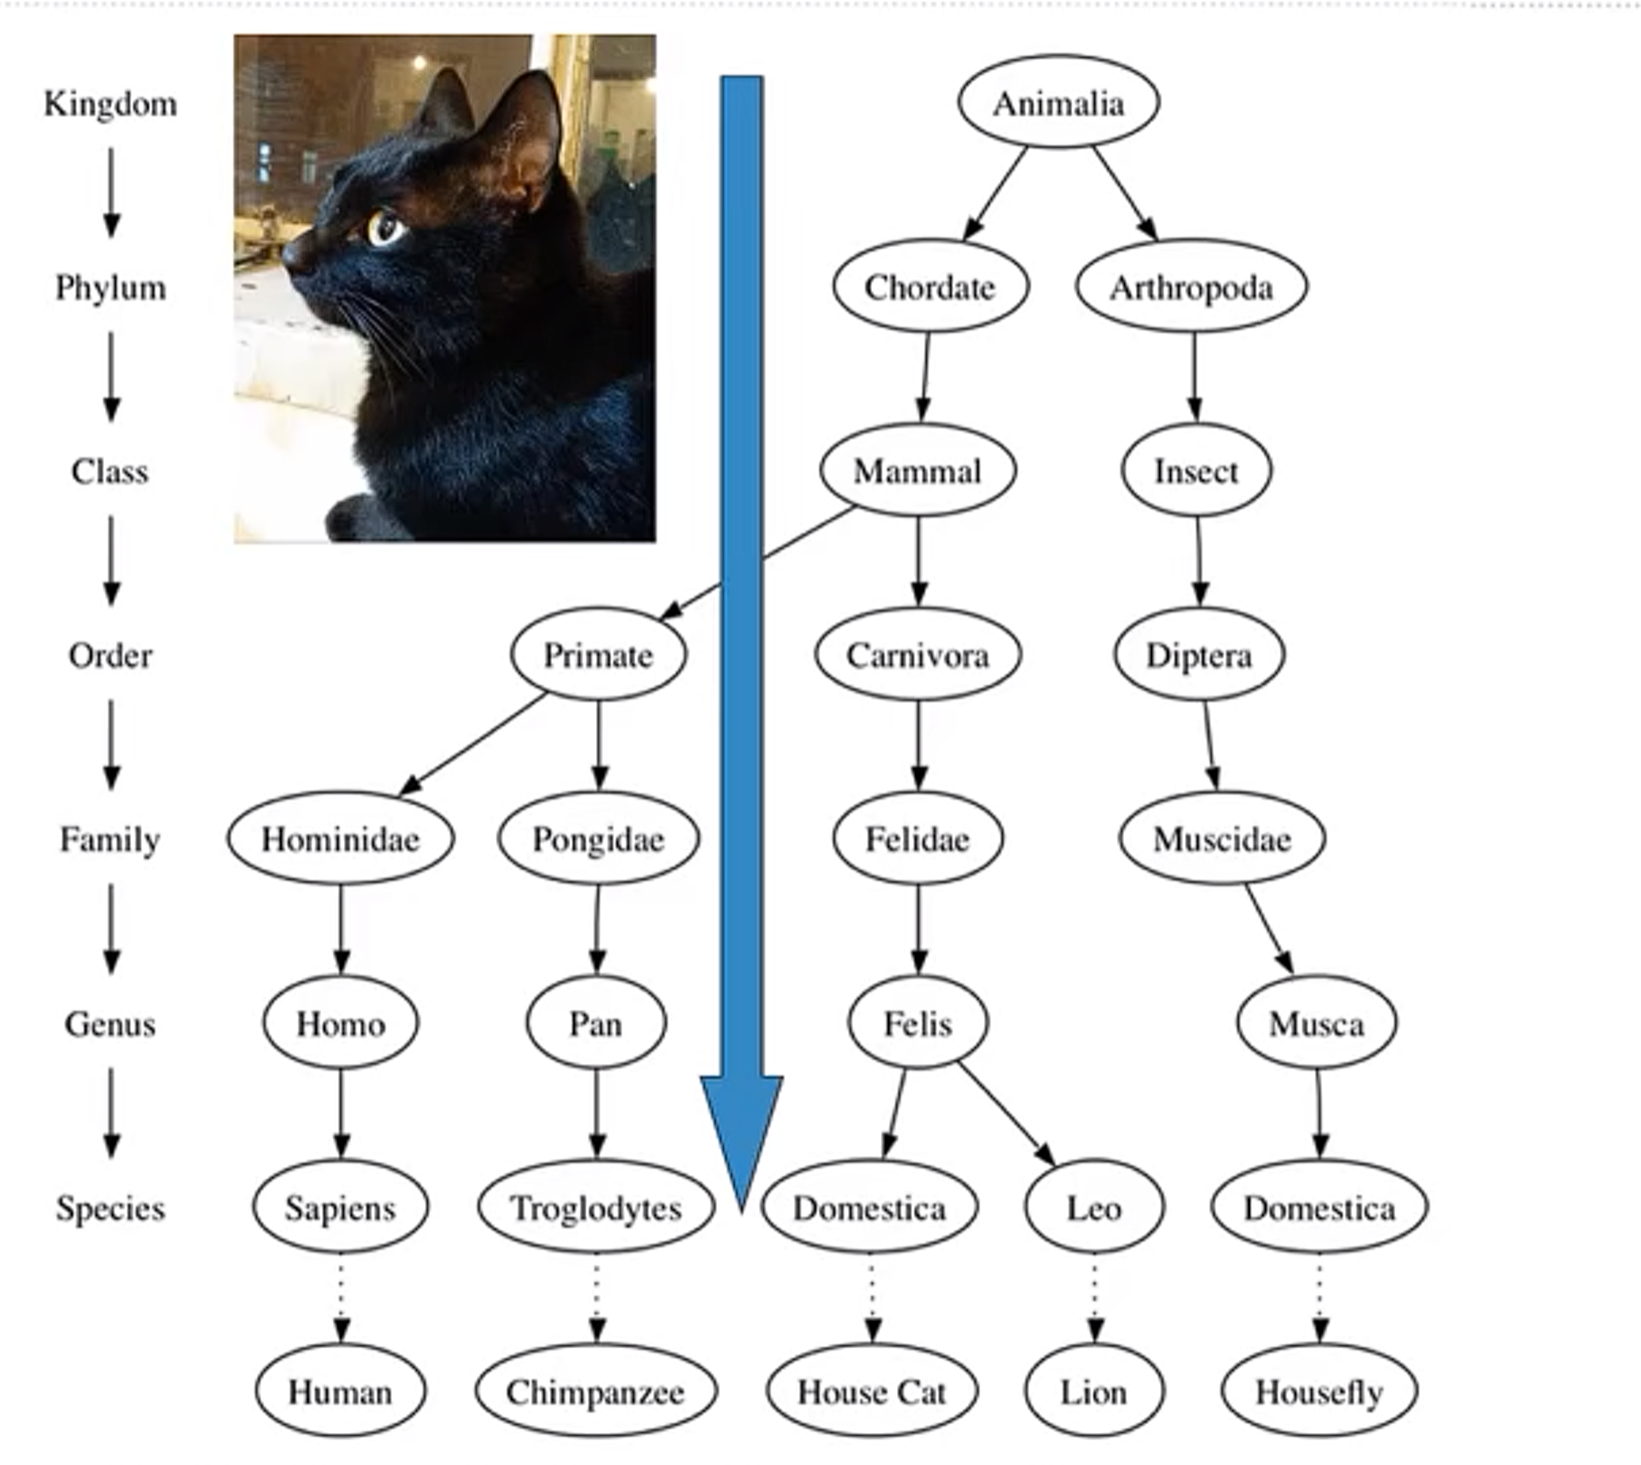 Kingdom
Animalia
Phylum
Chordate
Arthropoda
Class
Mammal
Insect
Order
Primate
Carnivora
Diptera
Family
Hominidae
Pongidae
Felidae
Muscidae
Genus
Homo
Pan
Felis
Musca
Species
Sapiens
Troglodytes
Domestica
Leo
Domestica
Human
Chimpanzee
House Cat
Lion
Housefly